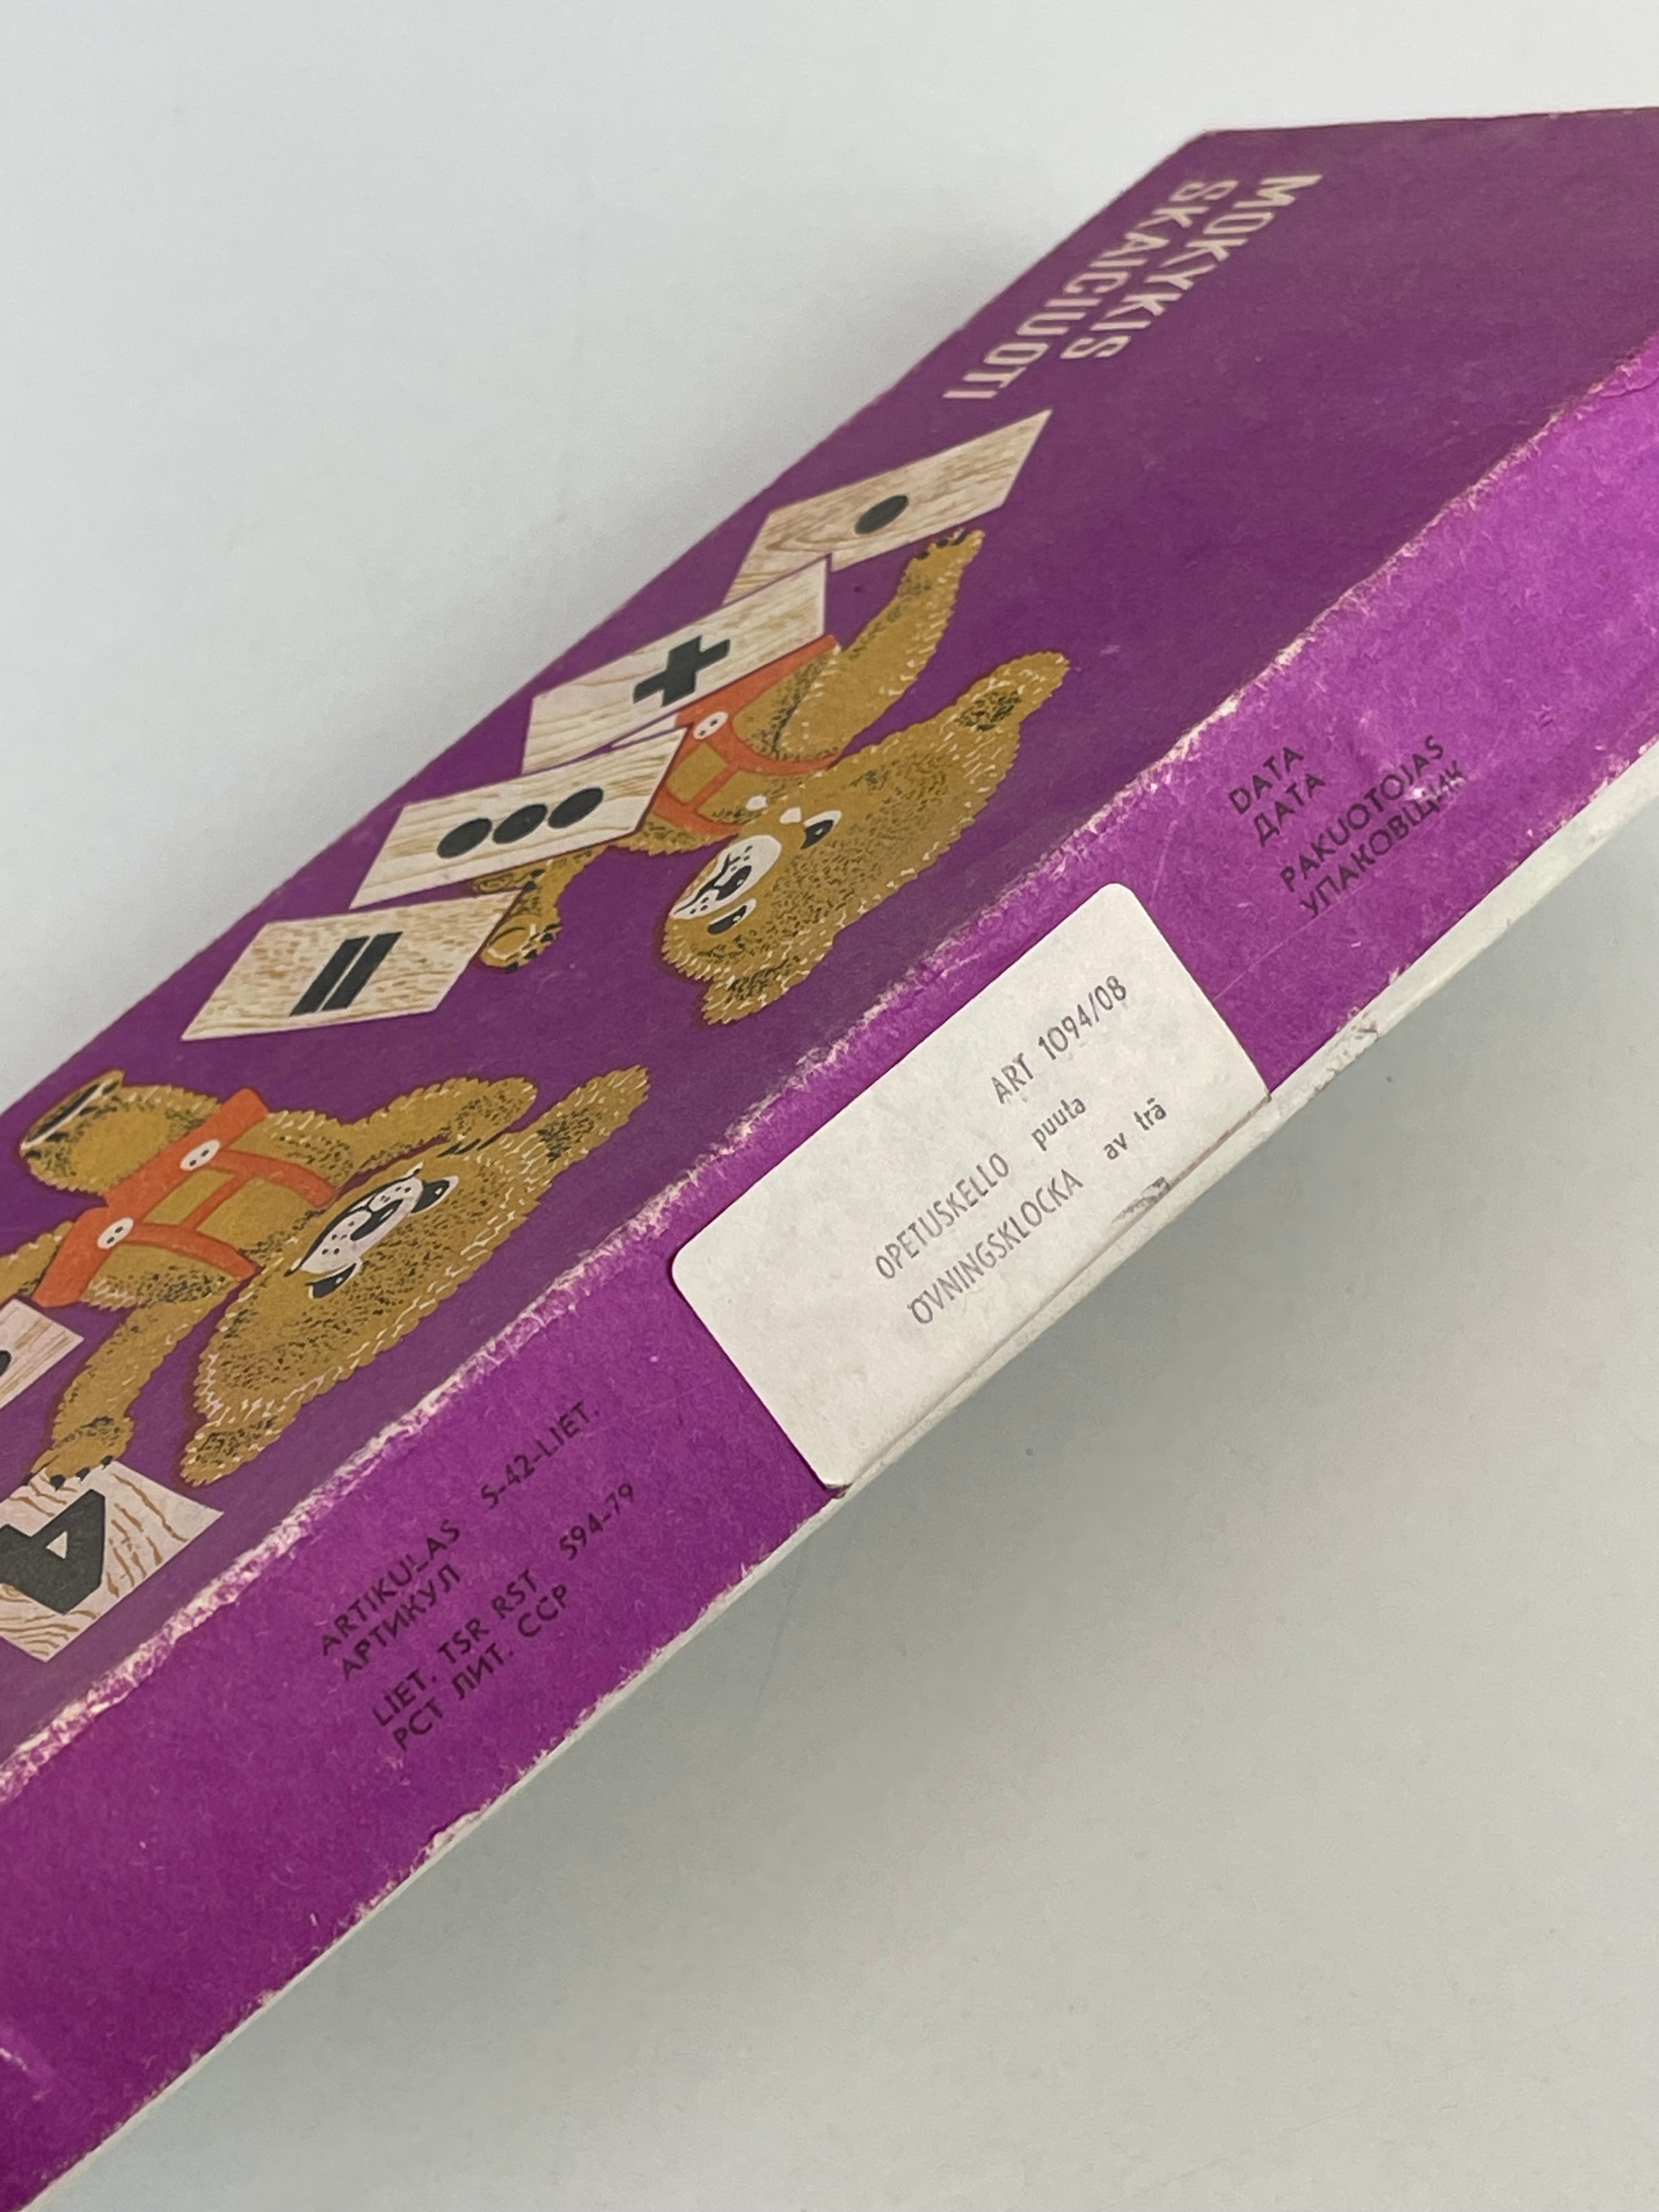 MOKYKIS
SKAIČIUOTI
+
=
A
ARTIKULAS S-42-LIET.
АРТИКУЛ
LIET. TSR RST 594-79
РСТ ЛИТ. ССР
ART 1094/08
OPETUSKELLO puuta
ÖVNINGSKLOCKA av trä
DATA
ДАТА
PAKUOTOJAS
УПАКОВЩИК